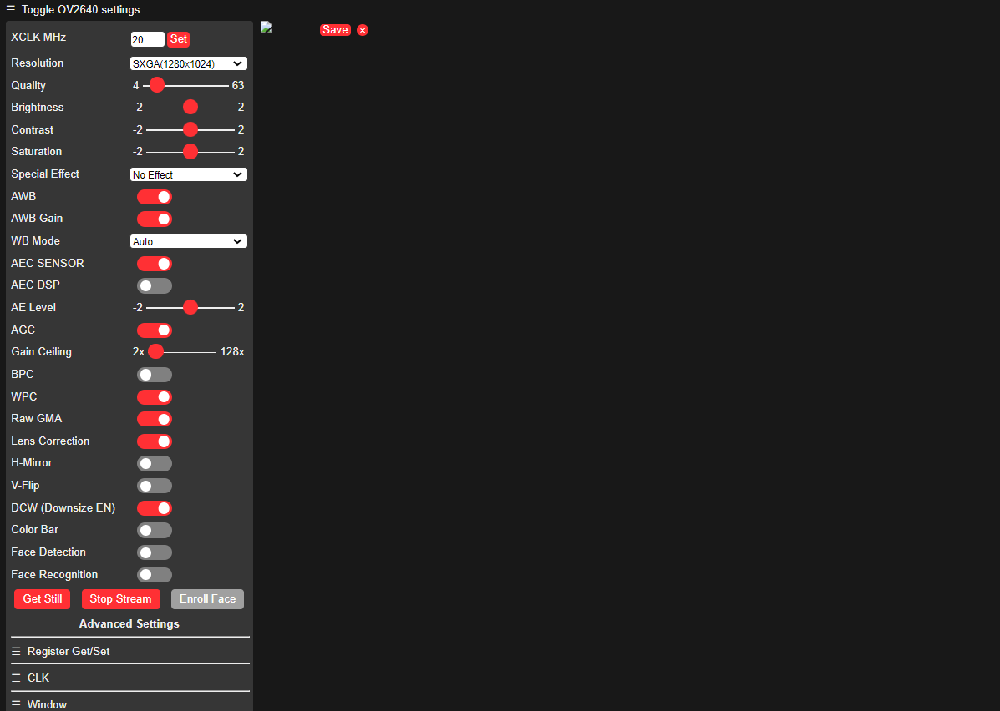 ☰ Toggle OV2640 settings
Save ×
XCLK MHz 20 Set
Resolution SXGA(1280x1024)
Quality 4 63
Brightness -2 2
Contrast -2 2
Saturation -2 2
Special Effect No Effect
AWB
AWB Gain
WB Mode Auto
AEC SENSOR
AEC DSP
AE Level -2 2
AGC
Gain Ceiling 2x 128x
BPC
WPC
Raw GMA
Lens Correction
H-Mirror
V-Flip
DCW (Downsize EN)
Color Bar
Face Detection
Face Recognition
Get Still Stop Stream Enroll Face
Advanced Settings
☰ Register Get/Set
☰ CLK
☰ Window